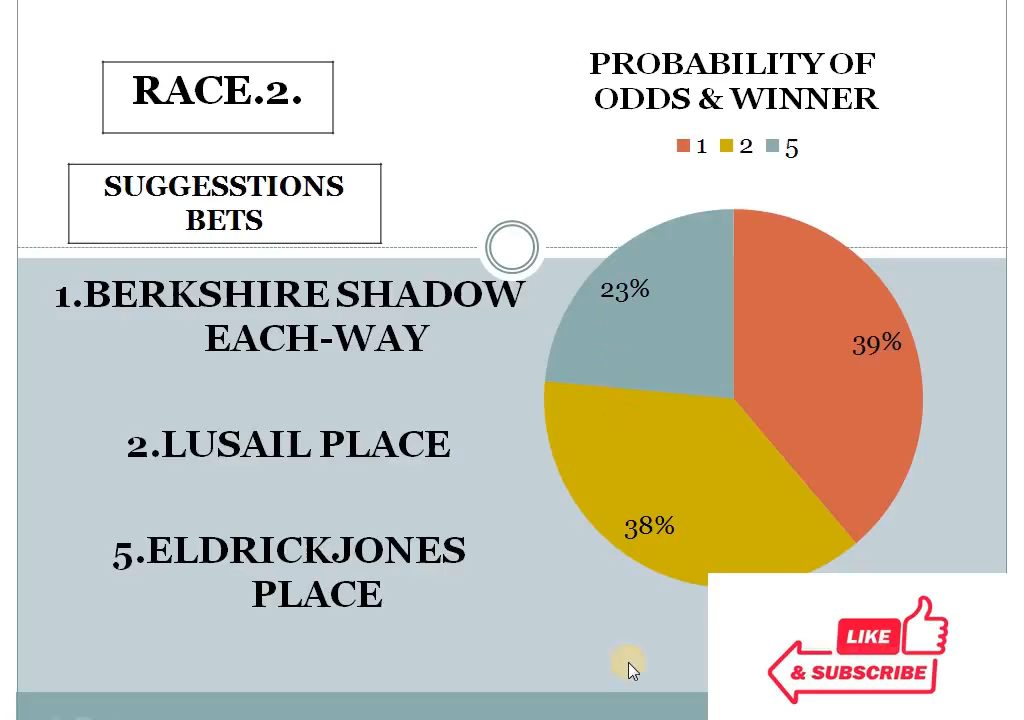 RACE.2.
SUGGESSTIONS
BETS
1.BERKSHIRE SHADOW
EACH-WAY
2.LUSAIL PLACE
5.ELDRICKJONES
PLACE
PROBABILITY OF
ODDS & WINNER
1 2 5
23%
39%
38%
LIKE
& SUBSCRIBE